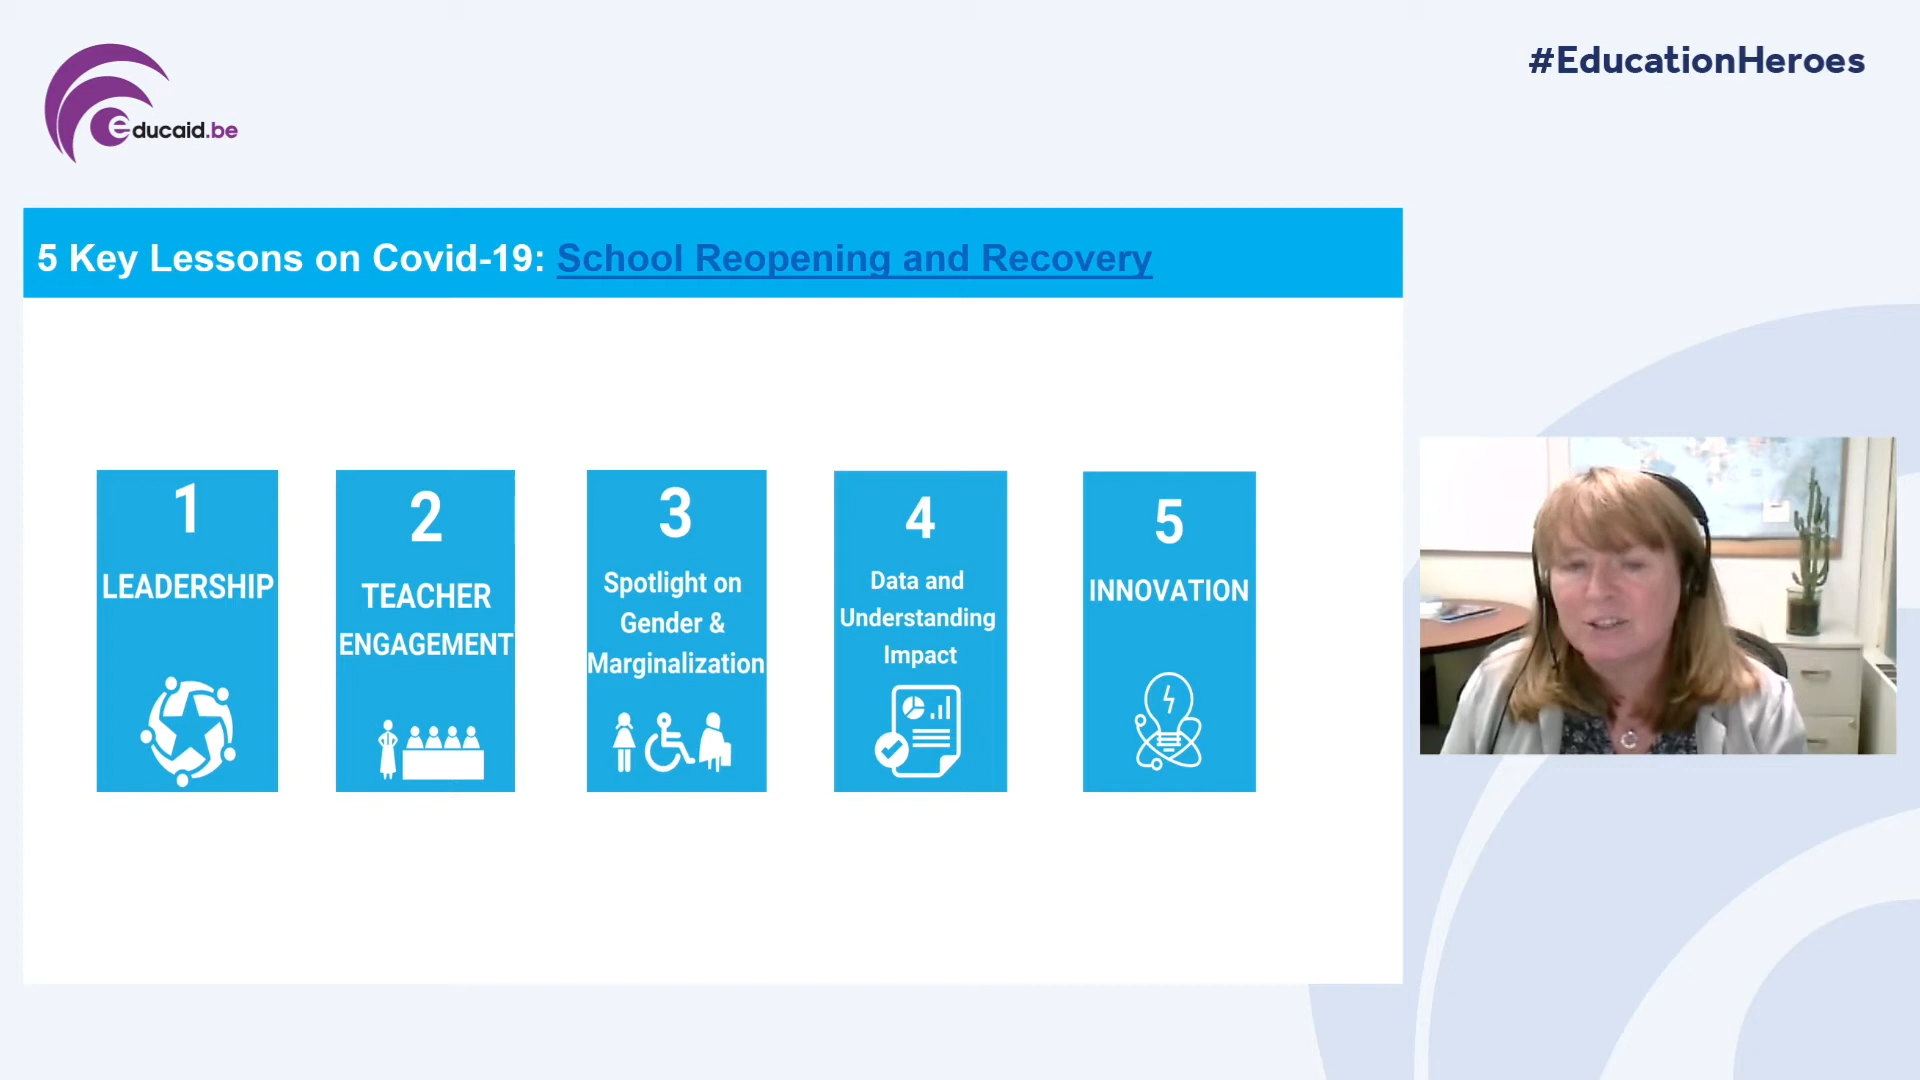 educaid.be
#EducationHeroes
5 Key Lessons on Covid-19: School Reopening and Recovery
1
LEADERSHIP
2
TEACHER
ENGAGEMENT
3
Spotlight on
Gender &
Marginalization
4
Data and
Understanding
Impact
5
INNOVATION